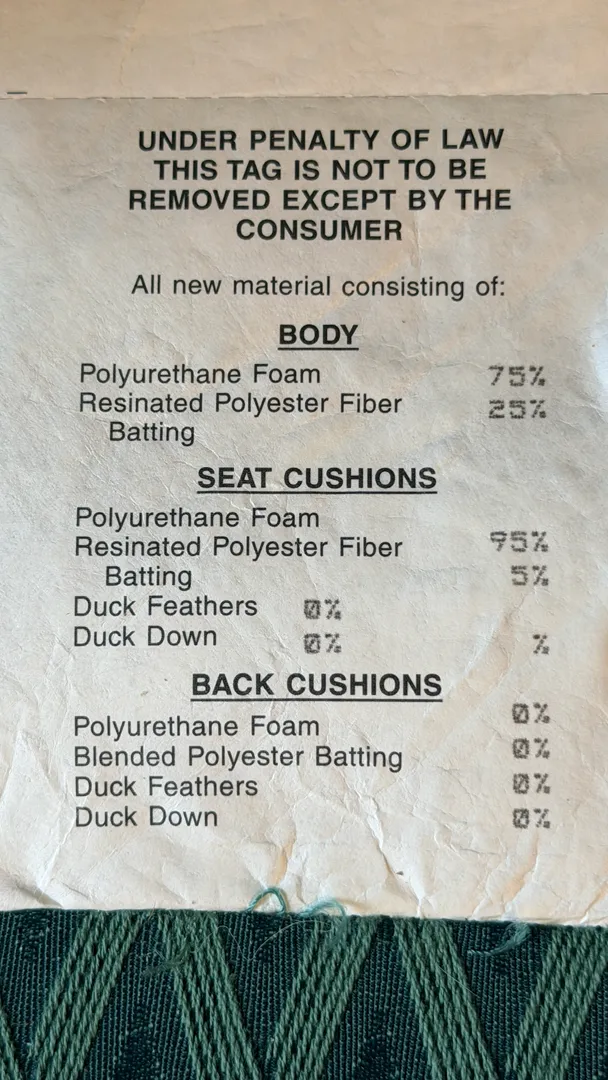 UNDER PENALTY OF LAW
THIS TAG IS NOT TO BE
REMOVED EXCEPT BY THE
CONSUMER
All new material consisting of:
BODY
Polyurethane Foam 75%
Resinated Polyester Fiber 25%
Batting
SEAT CUSHIONS
Polyurethane Foam
Resinated Polyester Fiber 95%
Batting 5%
Duck Feathers 0%
Duck Down 0% %
BACK CUSHIONS
Polyurethane Foam 0%
Blended Polyester Batting 0%
Duck Feathers 0%
Duck Down 0%